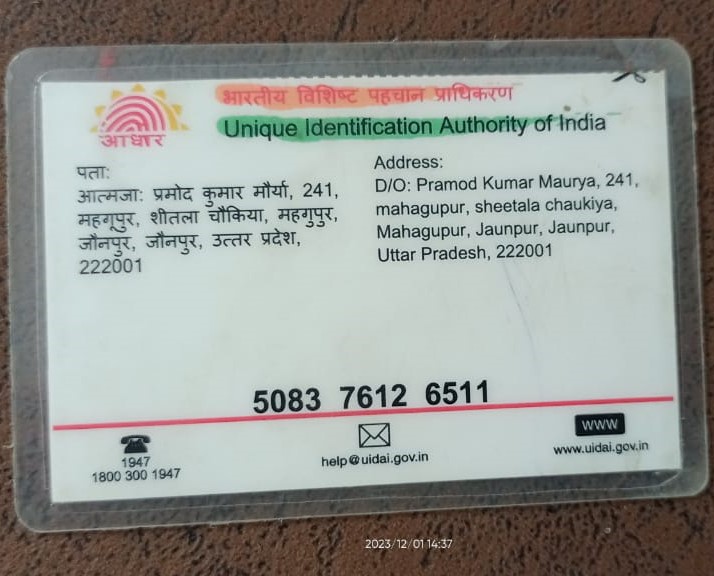 भारतीय विशिष्ट पहचान प्राधिकरण
Unique Identification Authority of India
आधार
पता:
आत्मजा: प्रमोद कुमार मौर्या, 241,
महगूपुर, शीतला चौकिया, महगुपुर,
जौनपुर, जौनपुर, उत्तर प्रदेश,
222001
Address:
D/O: Pramod Kumar Maurya, 241,
mahagupur, sheetala chaukiya,
Mahagupur, Jaunpur, Jaunpur,
Uttar Pradesh, 222001
5083 7612 6511
1947
1800 300 1947
help@uidai.gov.in
WWW
www.uidai.gov.in
2023/12/01 14:37